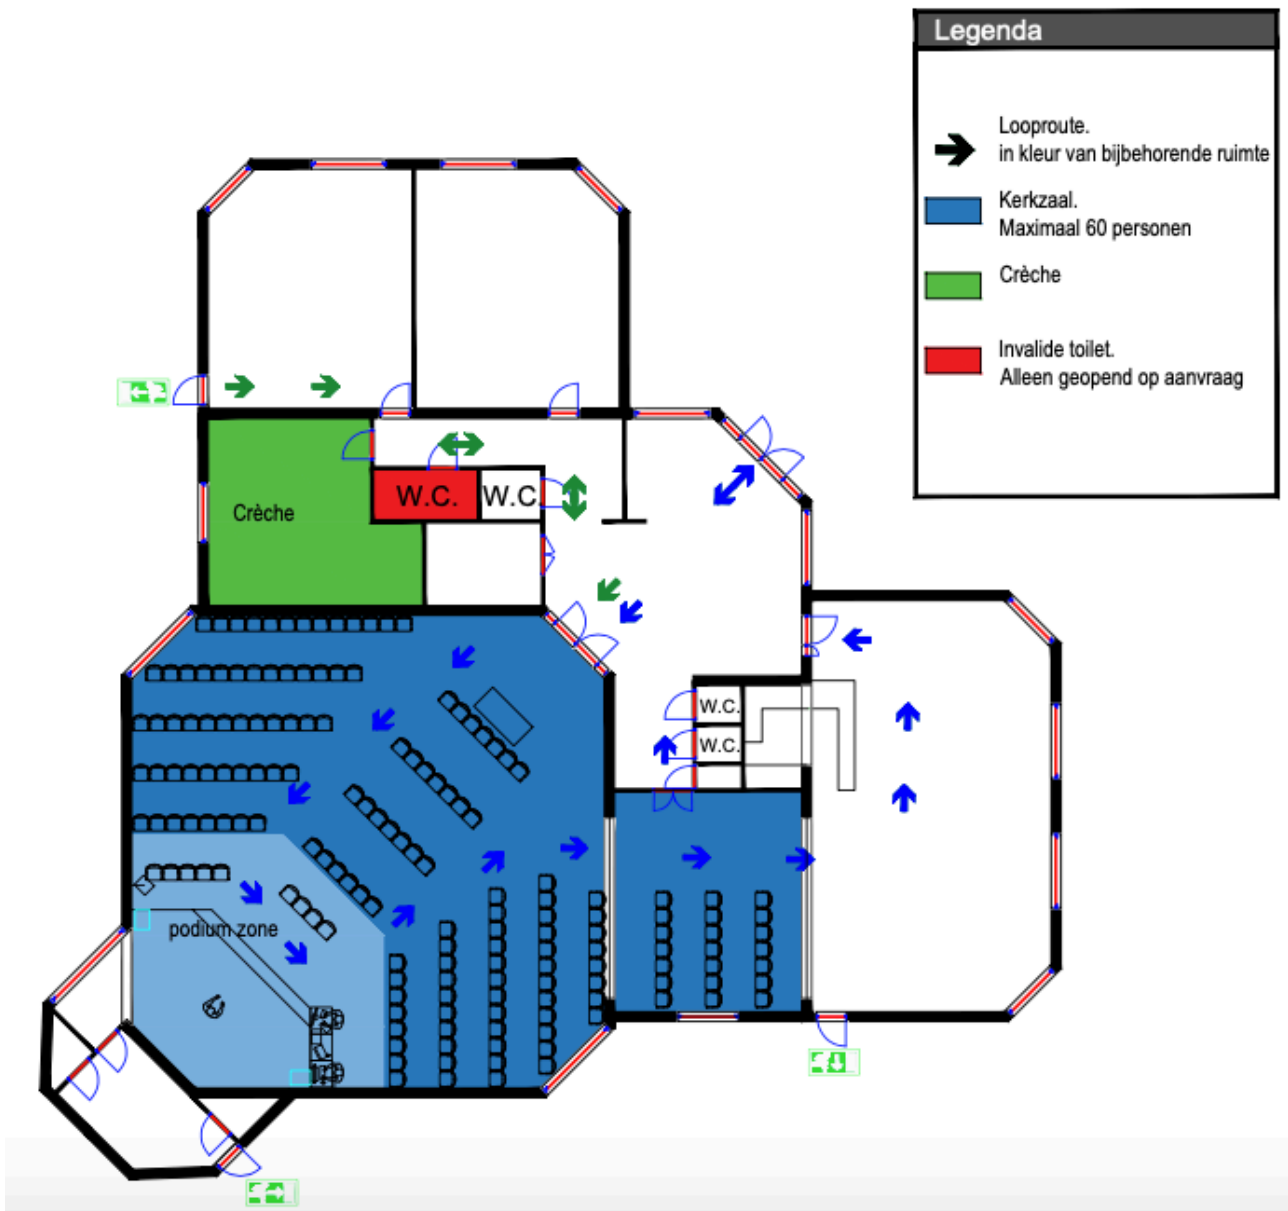 Legenda
Looproute.
in kleur van bijbehorende ruimte
Kerkzaal.
Maximaal 60 personen
Crèche
Invalide toilet.
Alleen geopend op aanvraag
W.C.
W.C.
Crèche
W.C.
W.C.
podium zone